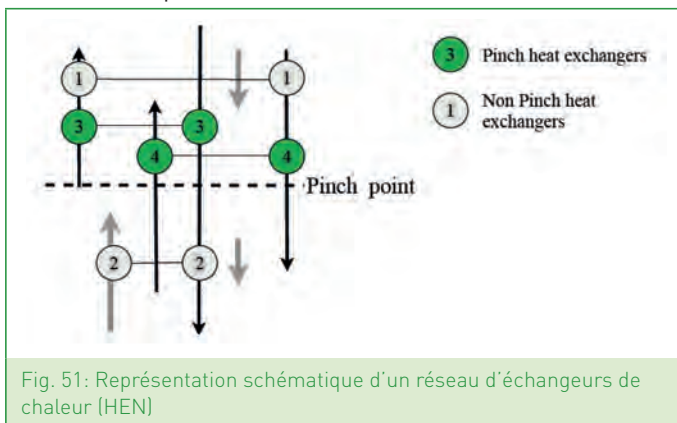 1 1
3 3
4 4
Pinch point
2 2
3 Pinch heat exchangers
1 Non Pinch heat
exchangers
Fig. 51: Représentation schématique d'un réseau d'échangeurs de
chaleur (HEN)